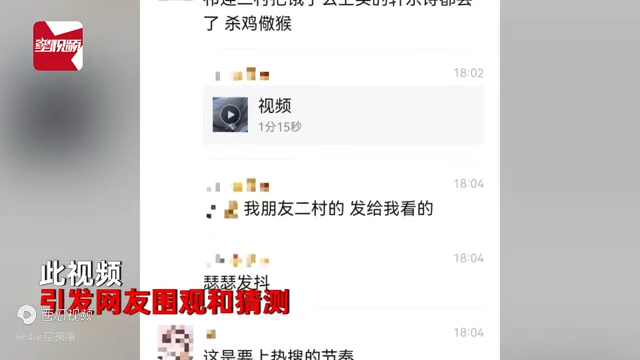 星视频
了 杀鸡儆猴
18:02
视频
1分15秒
18:04
我朋友二村的 发给我看的
18:04
瑟瑟发抖
此视频
引发网友围观和猜测
18:04
这是要上热搜的节奏